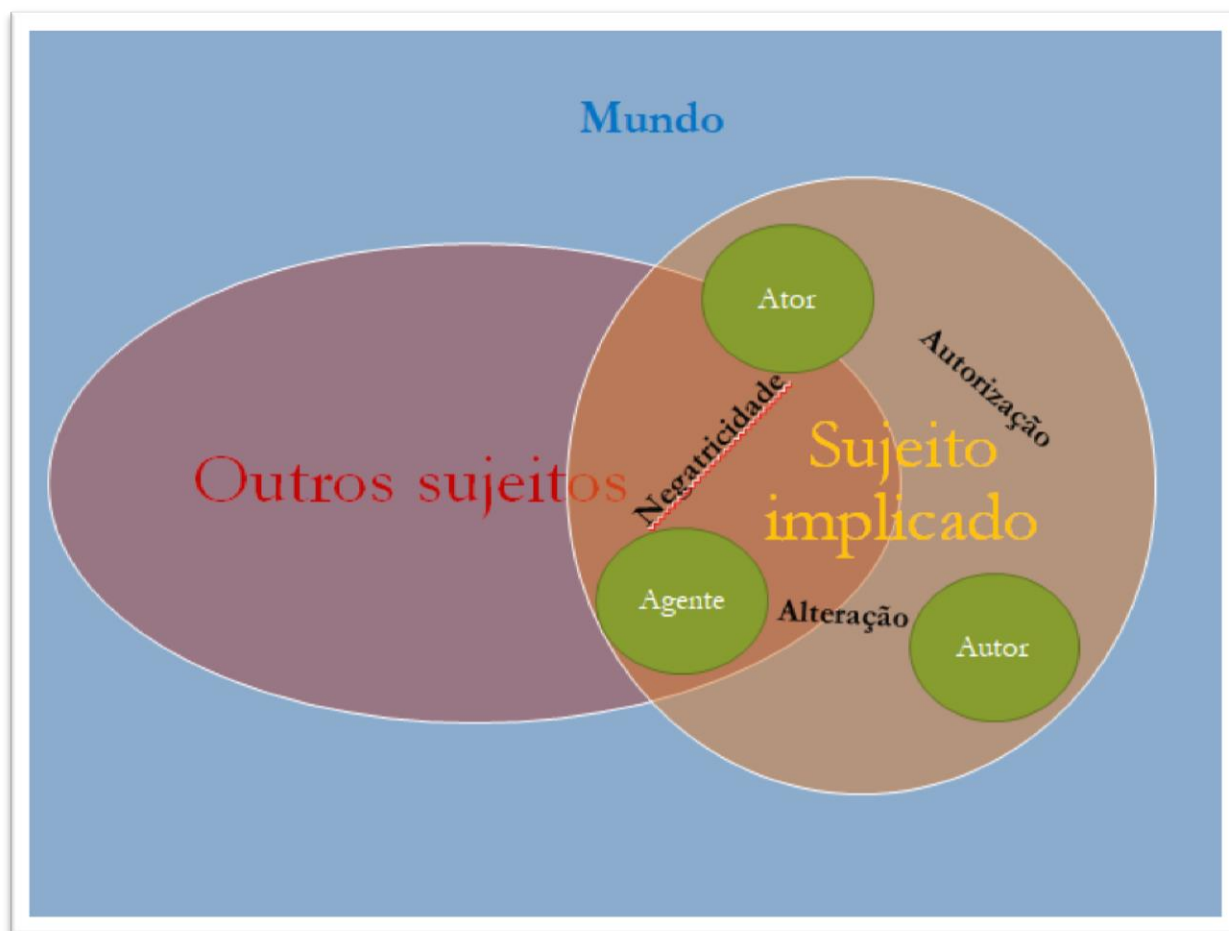 Mundo
Ator
Autorização
Negatricidade
Outros sujeitos
Sujeito
implicado
Agente
Alteração
Autor